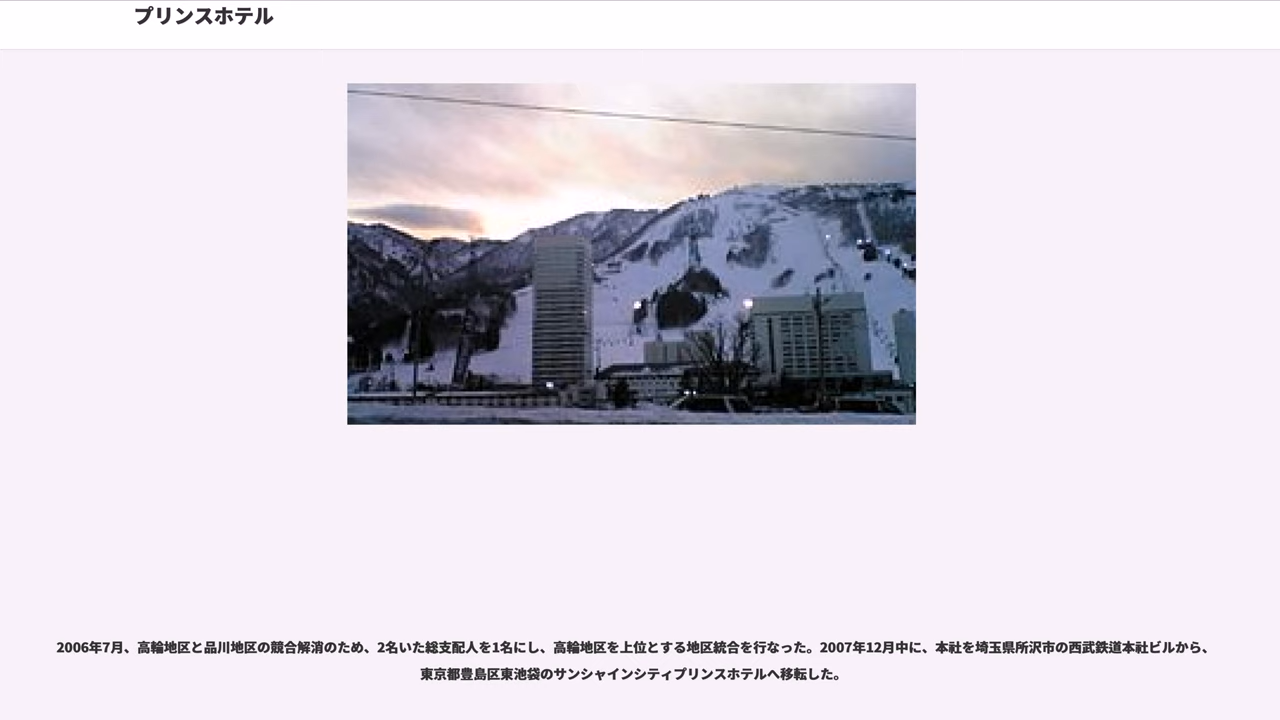 プリンスホテル
2006年7月、高輪地区と品川地区の競合解消のため、2名いた総支配人を1名にし、高輪地区を上位とする地区統合を行なった。2007年12月中に、本社を埼玉県所沢市の西武鉄道本社ビルから、
東京都豊島区東池袋のサンシャインシティプリンスホテルへ移転した。